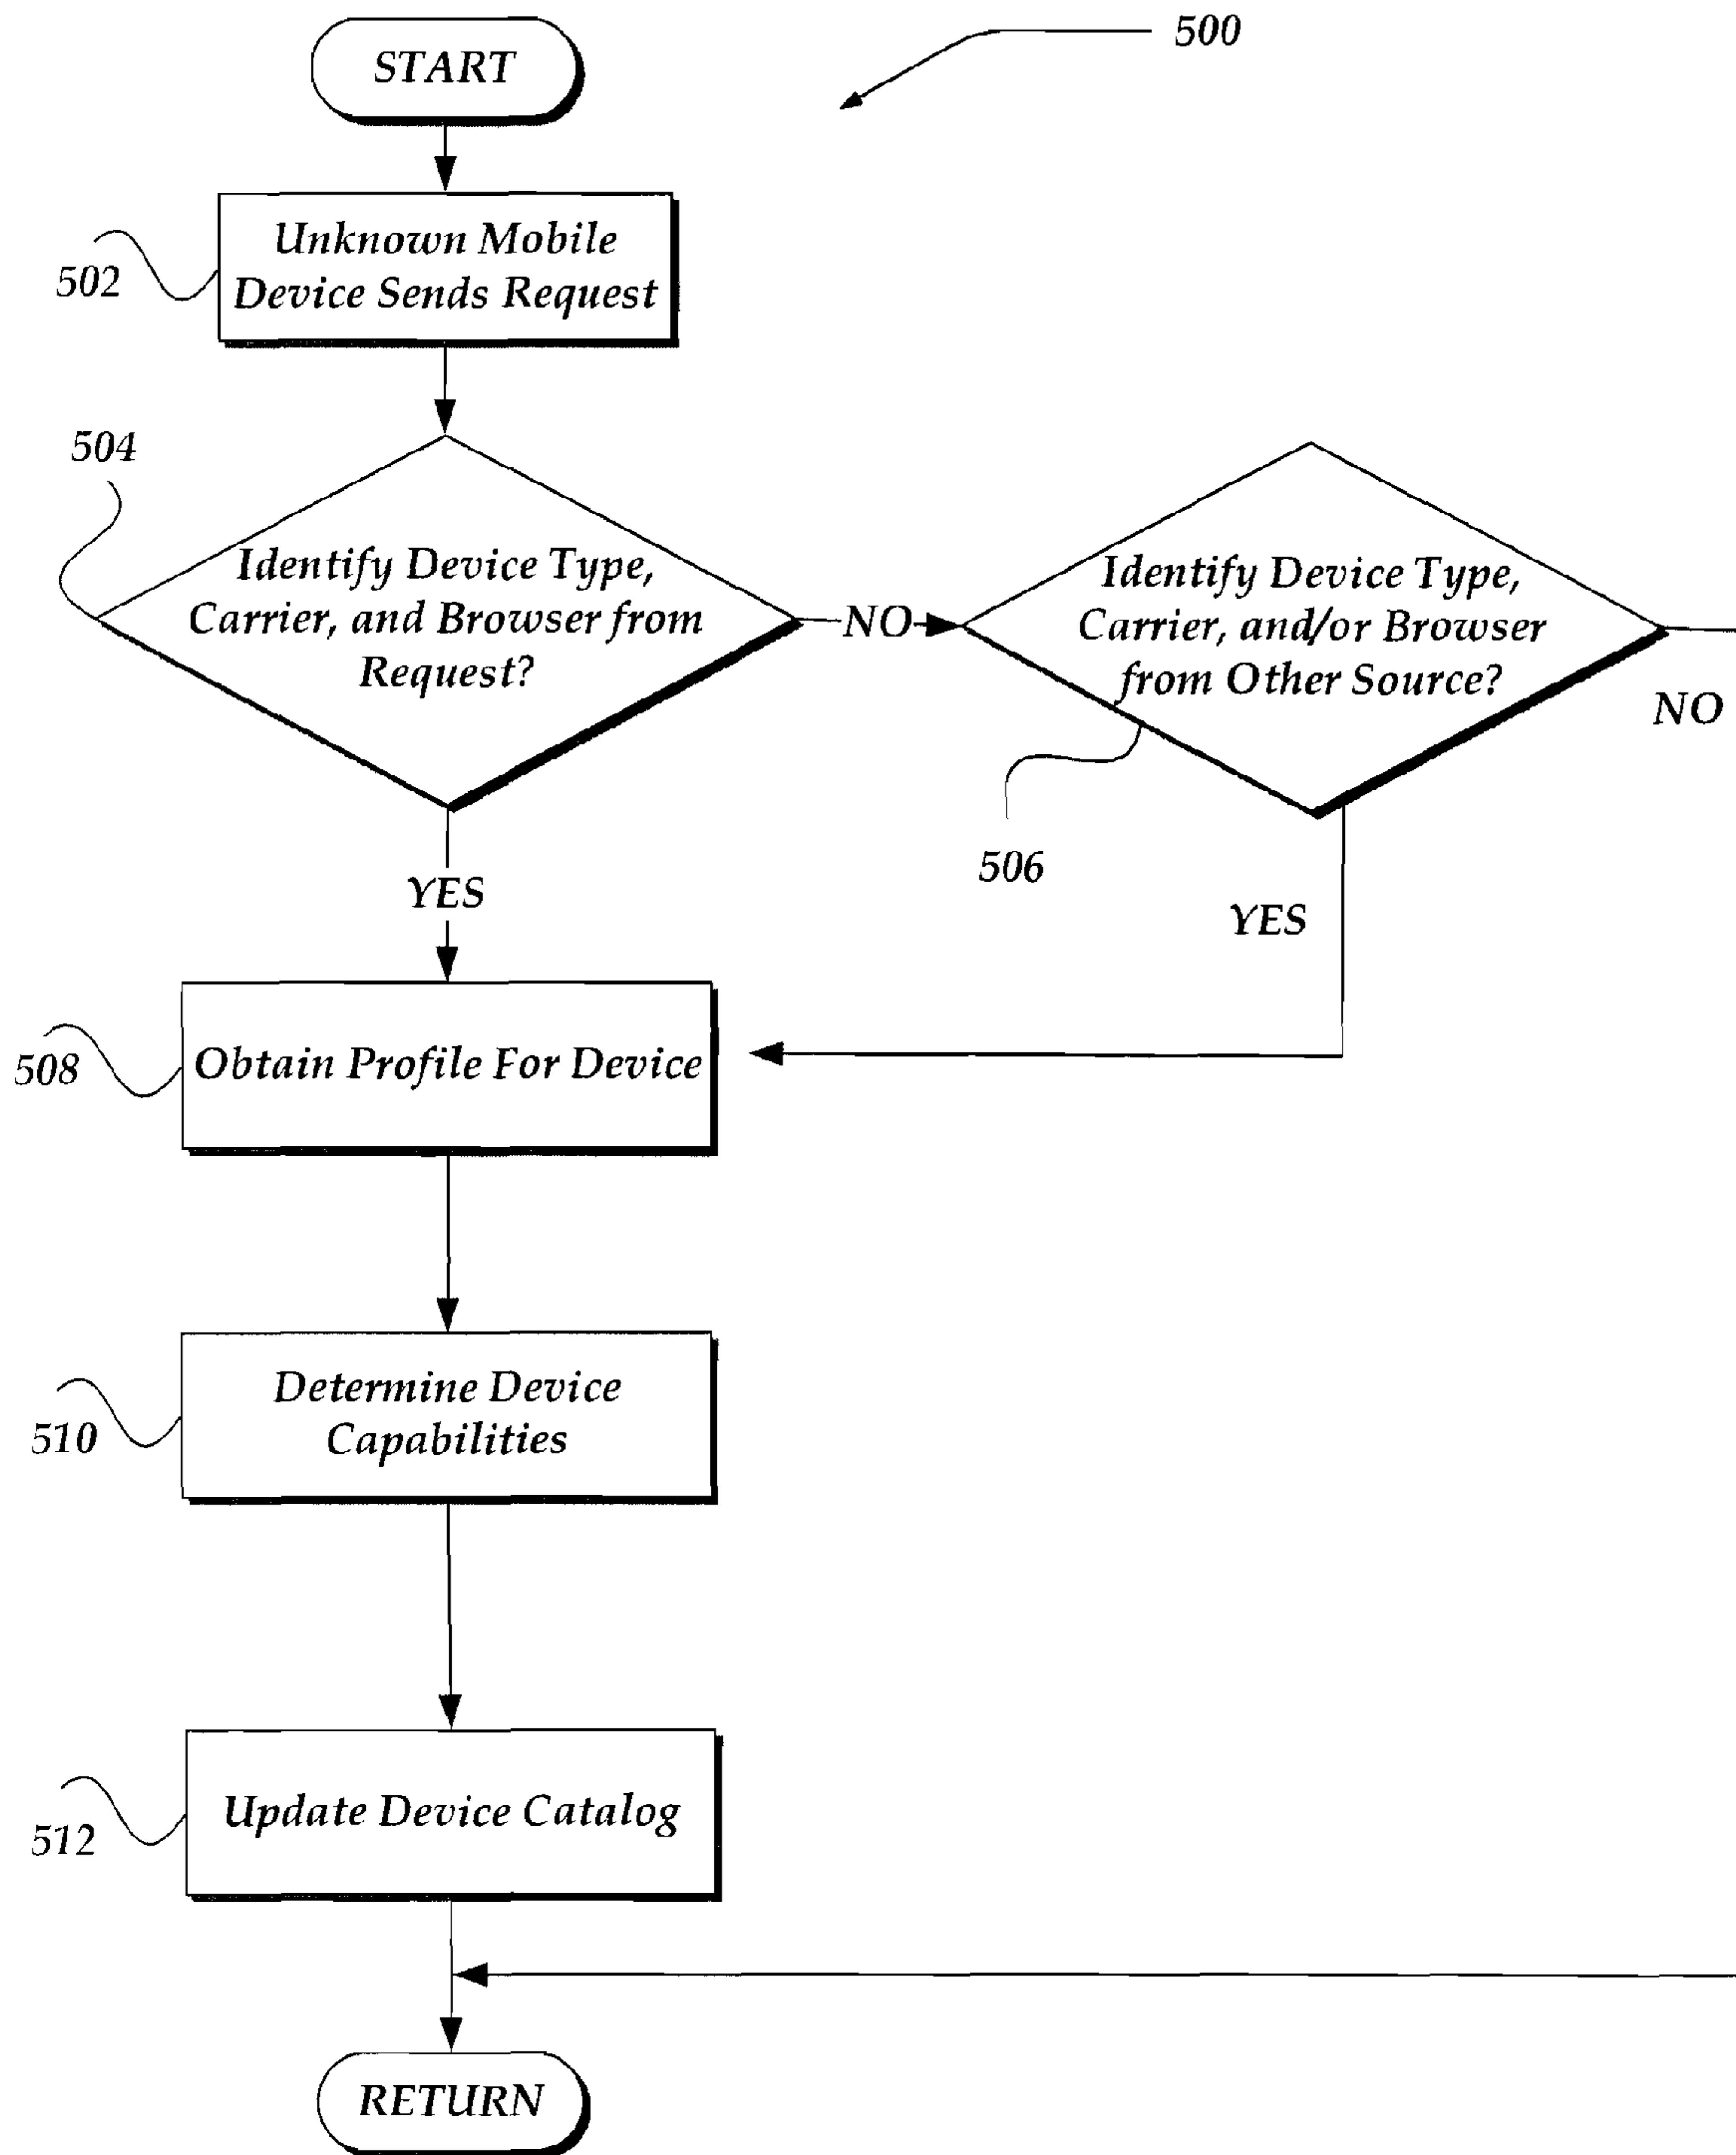 START
500
Unknown Mobile
Device Sends Request
502
504
Identify Device Type,
Carrier, and Browser from
Request?
NO
Identify Device Type,
Carrier, and/or Browser
from Other Source?
NO
506
YES
YES
Obtain Profile For Device
508
Determine Device
Capabilities
510
Update Device Catalog
512
RETURN